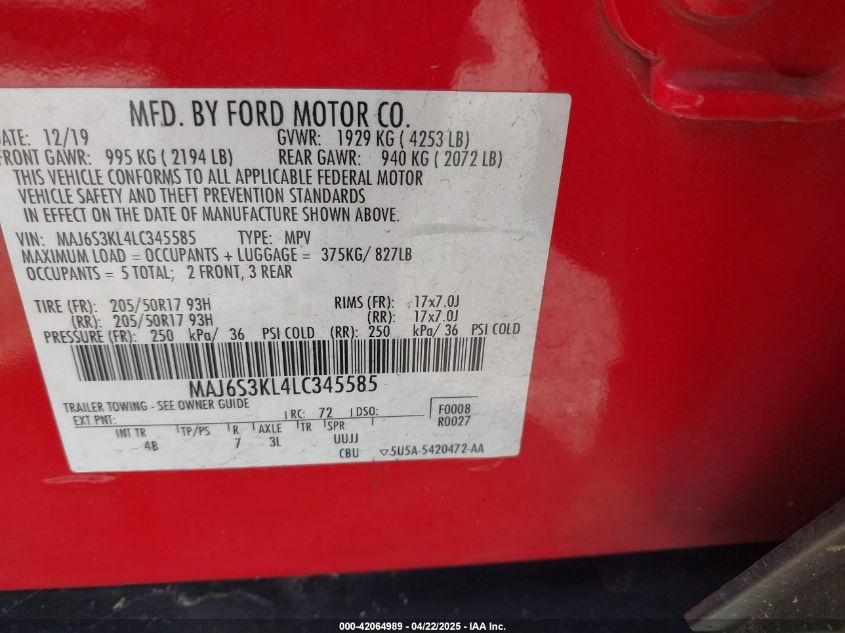 MFD. BY FORD MOTOR CO.
DATE: 12/19 GVWR: 1929 KG ( 4253 LB)
FRONT GAWR: 995 KG ( 2194 LB) REAR GAWR: 940 KG ( 2072 LB)
THIS VEHICLE CONFORMS TO ALL APPLICABLE FEDERAL MOTOR
VEHICLE SAFETY AND THEFT PREVENTION STANDARDS
IN EFFECT ON THE DATE OF MANUFACTURE SHOWN ABOVE.
VIN: MAJ6S3KL4LC345585 TYPE: MPV
MAXIMUM LOAD = OCCUPANTS + LUGGAGE = 375KG/ 827LB
OCCUPANTS = 5 TOTAL; 2 FRONT, 3 REAR
TIRE (FR): 205/50R17 93H RIMS (FR): 17x7.0J
(RR): 205/50R17 93H (RR): 17x7.0J
PRESSURE (FR): 250 kPa/ 36 PSI COLD (RR): 250 kPa/ 36 PSI COLD
MAJ6S3KL4LC345585
TRAILER TOWING - SEE OWNER GUIDE
EXT PNT: RC: 72 DSO: F0008
R0027
INT TR TP/PS R AXLE TR SPR
4B 7 3L UUJJ
CBU ▽5U5A-5420472-AA
000-42064989 - 04/22/2025 - IAA Inc.